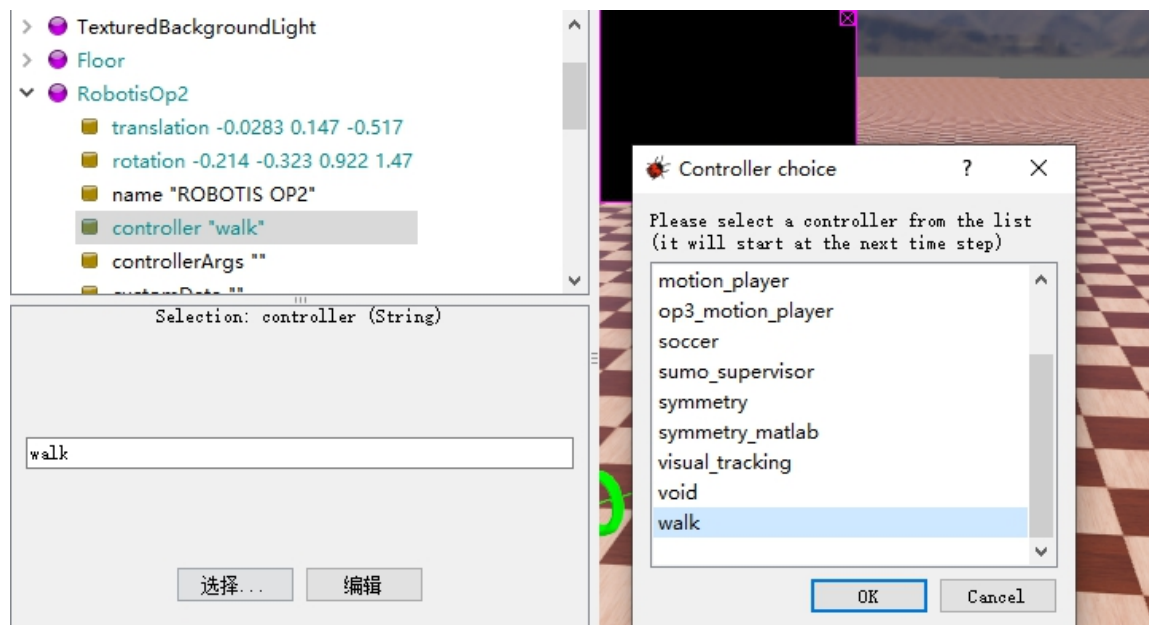 TexturedBackgroundLight
Floor
RobotisOp2
translation -0.0283 0.147 -0.517
rotation -0.214 -0.323 0.922 1.47
name "ROBOTIS OP2"
controller "walk"
controllerArgs ""
customData ""
Selection: controller (String)
walk
选择...
编辑
Controller choice
?
Please select a controller from the list
(it will start at the next time step)
motion_player
op3_motion_player
soccer
sumo_supervisor
symmetry
symmetry_matlab
visual_tracking
void
walk
OK
Cancel